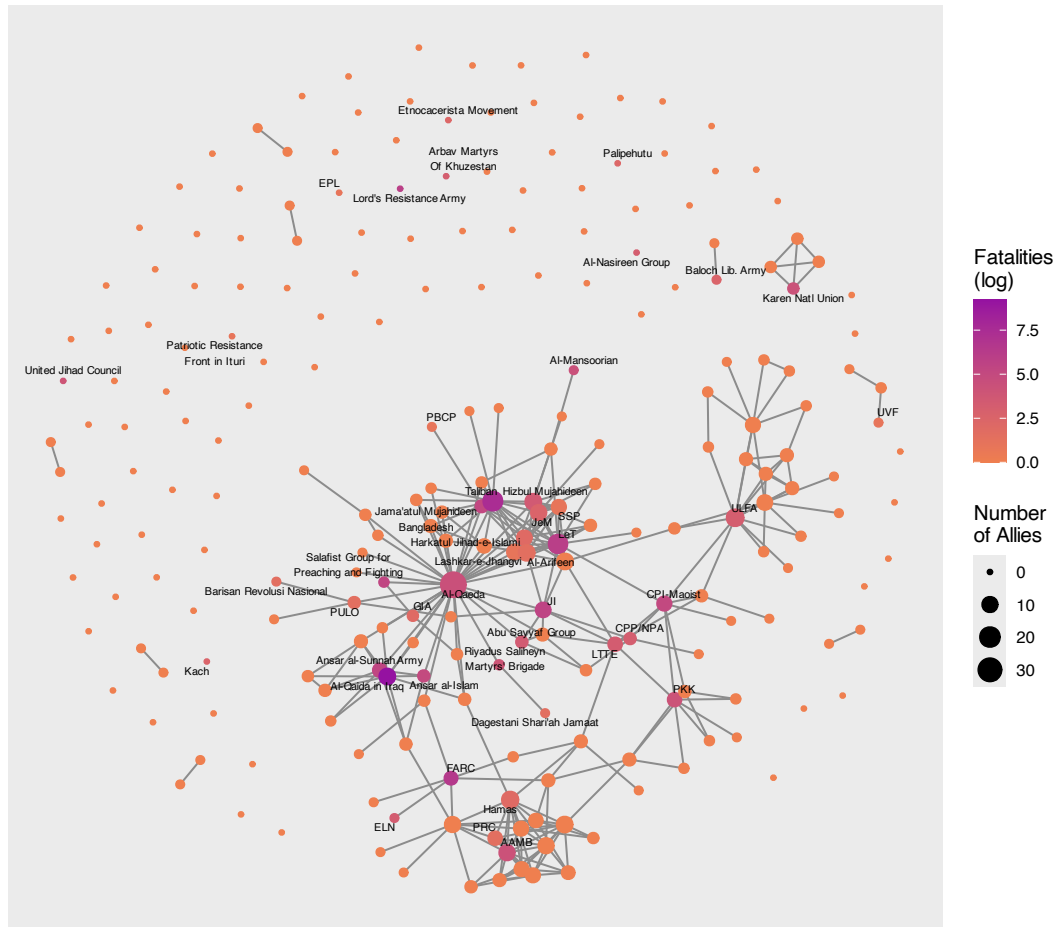 Etnocacerista Movement
Arbav Martyrs
Of Khuzestan
Palipehutu
EPL
Lord's Resistance Army
Al-Nasireen Group
Baloch Lib. Army
Karen Natl Union
Patriotic Resistance
Front in Ituri
United Jihad Council
Al-Mansoorian
PBCP
UVF
Taliban
Hizbul Mujahideen
Jama'atul Mujahideen
Bangladesh
JeM
SSP
ULFA
LeT
Harkatul Jihad-e-Islami
Lashkar-e-Jhangvi
Al-Arifeen
Salafist Group for
Preaching and Fighting
Barisan Revolusi Nasional
Al-Qaeda
CPI-Maoist
PULO
GIA
JI
Abu Sayyaf Group
CPP/NPA
LTTE
Riyadus Saliheyn
Martyrs' Brigade
Ansar al-Sunnah Army
Kach
Al-Qaida in Iraq
Ansar al-Islam
PKK
Dagestani Shari'ah Jamaat
FARC
Hamas
ELN
PRC
AAMB
Fatalities
(log)
7.5
5.0
2.5
0.0
Number
of Allies
0
10
20
30